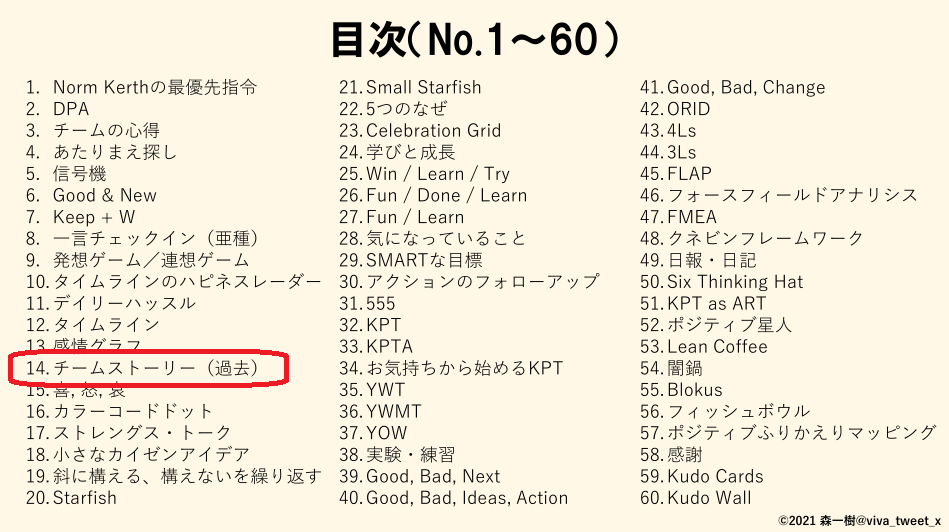 目次（No.1～60）
1. Norm Kerthの最優先指令
2. DPA
3. チームの心得
4. あたりまえ探し
5. 信号機
6. Good & New
7. Keep + W
8. 一言チェックイン（亜種）
9. 発想ゲーム／連想ゲーム
10. タイムラインのハピネスレーダー
11. デイリーハッスル
12. タイムライン
13. 感情グラフ
14. チームストーリー（過去）
15. 喜, 怒, 哀
16. カラーコードドット
17. ストレングス・トーク
18. 小さなカイゼンアイデア
19. 斜に構える、構えないを繰り返す
20. Starfish
21. Small Starfish
22. 5つのなぜ
23. Celebration Grid
24. 学びと成長
25. Win / Learn / Try
26. Fun / Done / Learn
27. Fun / Learn
28. 気になっていること
29. SMARTな目標
30. アクションのフォローアップ
31. 555
32. KPT
33. KPTA
34. お気持ちから始めるKPT
35. YWT
36. YWMT
37. YOW
38. 実験・練習
39. Good, Bad, Next
40. Good, Bad, Ideas, Action
41. Good, Bad, Change
42. ORID
43. 4Ls
44. 3Ls
45. FLAP
46. フォースフィールドアナリシス
47. FMEA
48. クネビンフレームワーク
49. 日報・日記
50. Six Thinking Hat
51. KPT as ART
52. ポジティブ星人
53. Lean Coffee
54. 闇鍋
55. Blokus
56. フィッシュボウル
57. ポジティブふりかえりマッピング
58. 感謝
59. Kudo Cards
60. Kudo Wall
©2021 森一樹@viva_tweet_x